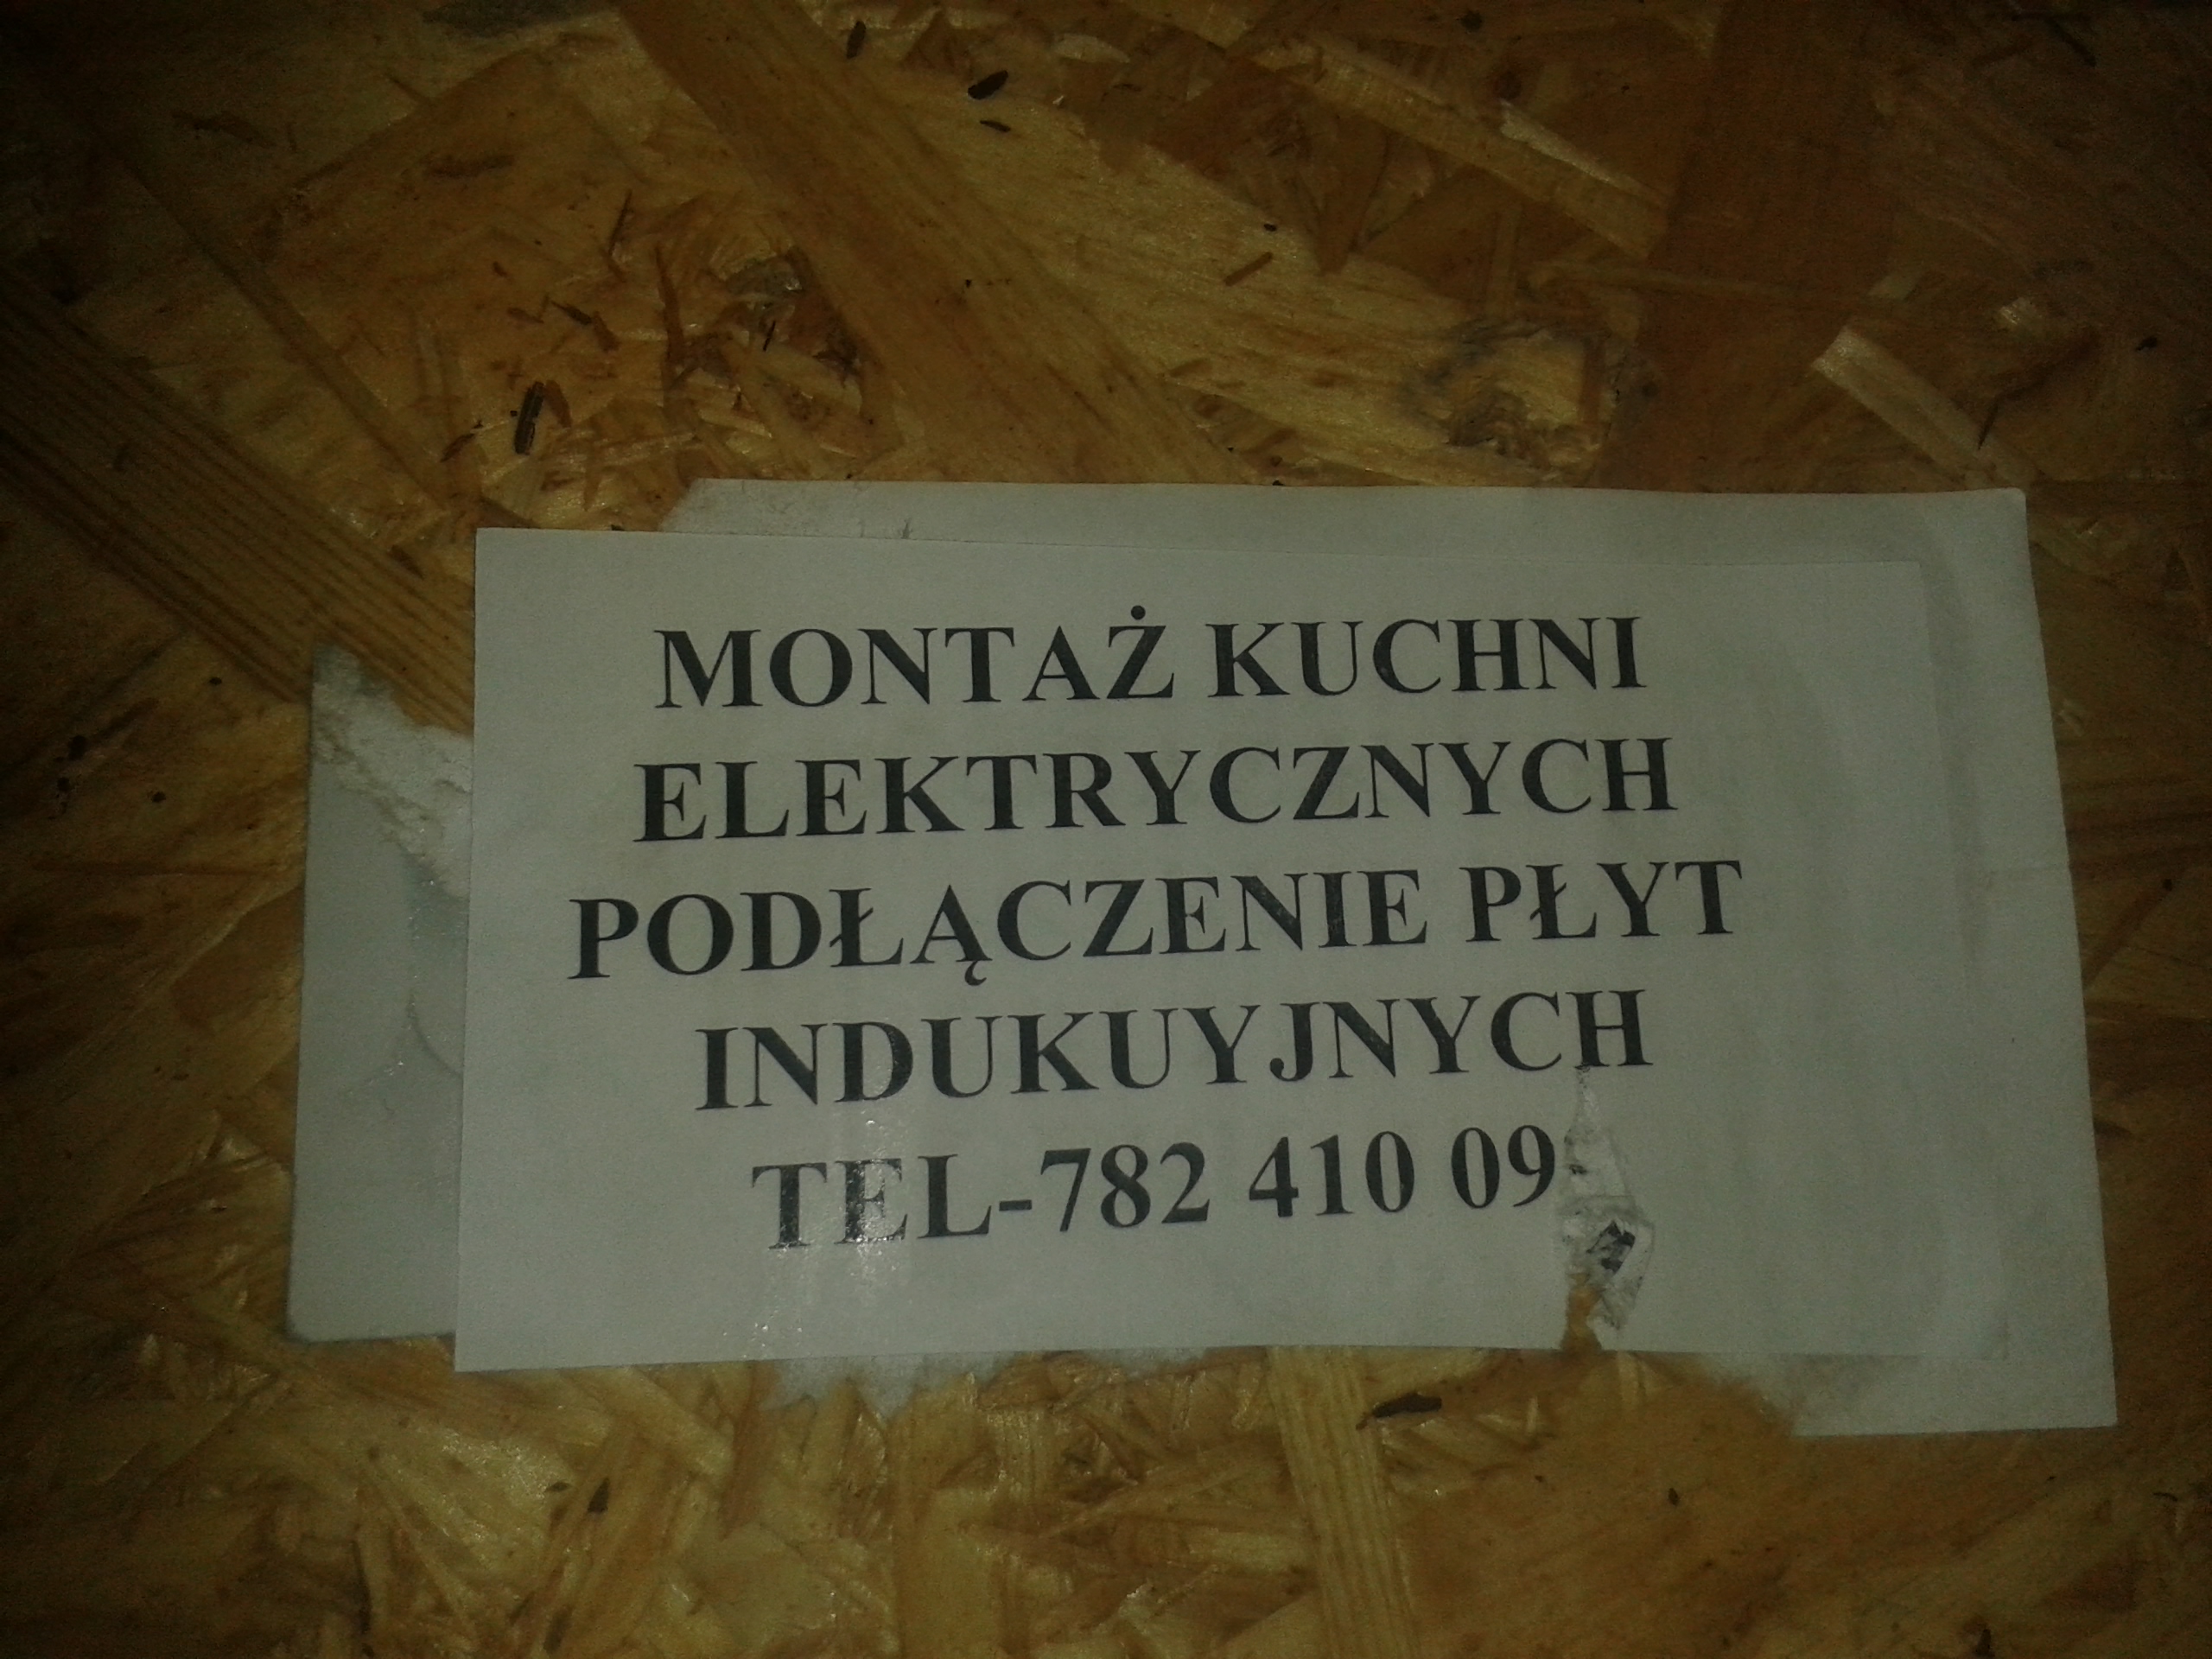 MONTAŻ KUCHNI
ELEKTRYCZNYCH
PODŁĄCZENIE PŁYT
INDUKUYJNYCH
TEL-782 410 09